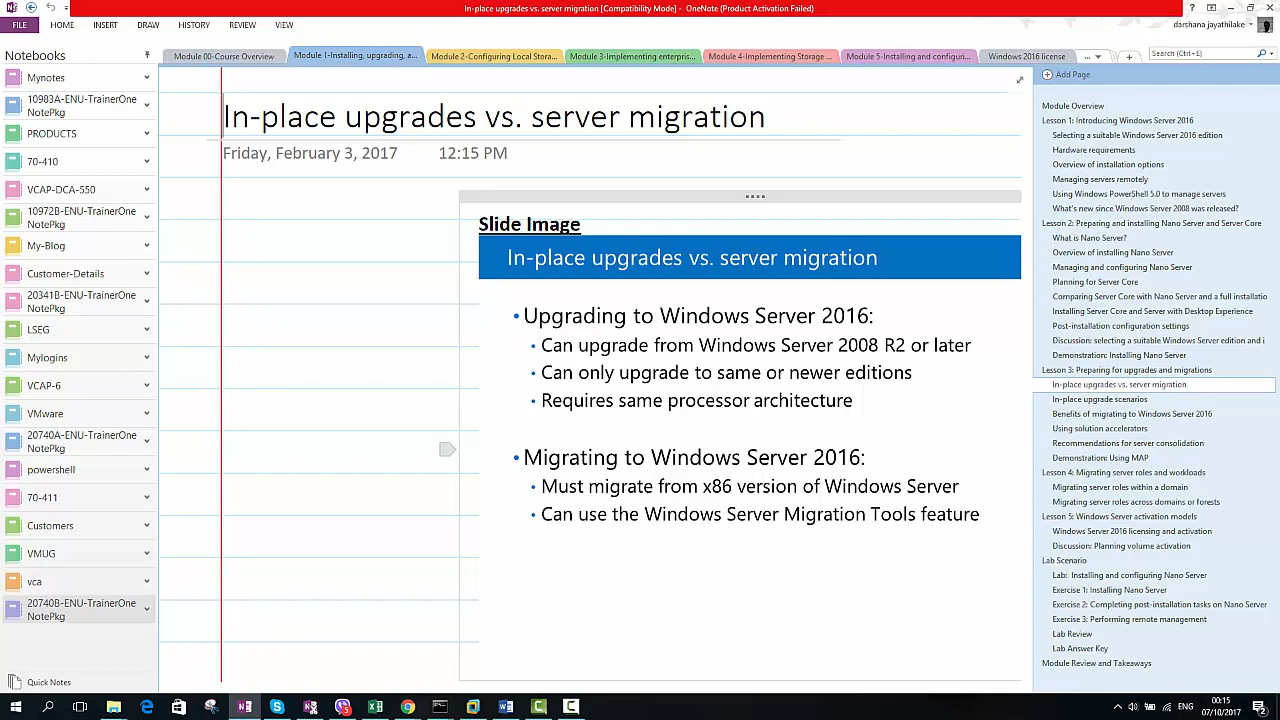 In-place upgrades vs. server migration [Compatibility Mode] - OneNote (Product Activation Failed)
FILE HOME INSERT DRAW HISTORY REVIEW VIEW
darshana jayathilake
Notebooks
Module 00-Course Overview
Module 1-Installing, upgrading, a...
Module 2-Configuring Local Stora...
Module 3-Implementing enterpris...
Module 4-Implementing Storage ...
Module 5-Installing and configuri...
Windows 2016 license
...
Search (Ctrl+E)
Mynotes
10983A-ENU-TrainerOne
NotePkg
PRODUCTS
70-410
VCAP-DCA-550
10972B-ENU-TrainerOne
NotePkg
My-Blog
Customer-Details
20341B-ENU-TrainerOne
NotePkg
LSEG
Mylogins
VCAP-6
VMware
20740A-ENU-TrainerOne
NotePkg
powershell
70-411
Customers
VMUG
vca
20740B-ENU-TrainerOne
NotePkg
Quick Notes
In-place upgrades vs. server migration
Friday, February 3, 2017 12:15 PM
Slide Image
In-place upgrades vs. server migration
• Upgrading to Windows Server 2016:
• Can upgrade from Windows Server 2008 R2 or later
• Can only upgrade to same or newer editions
• Requires same processor architecture
• Migrating to Windows Server 2016:
• Must migrate from x86 version of Windows Server
• Can use the Windows Server Migration Tools feature
Add Page
Module Overview
Lesson 1: Introducing Windows Server 2016
Selecting a suitable Windows Server 2016 edition
Hardware requirements
Overview of installation options
Managing servers remotely
Using Windows PowerShell 5.0 to manage servers
What's new since Windows Server 2008 was released?
Lesson 2: Preparing and installing Nano Server and Server Core
What is Nano Server?
Overview of installing Nano Server
Managing and configuring Nano Server
Planning for Server Core
Comparing Server Core with Nano Server and a full installatio
Installing Server Core and Server with Desktop Experience
Post-installation configuration settings
Discussion: selecting a suitable Windows Server edition and i
Demonstration: Installing Nano Server
Lesson 3: Preparing for upgrades and migrations
In-place upgrades vs. server migration
In-place upgrade scenarios
Benefits of migrating to Windows Server 2016
Using solution accelerators
Recommendations for server consolidation
Demonstration: Using MAP
Lesson 4: Migrating server roles and workloads
Migrating server roles within a domain
Migrating server roles across domains or forests
Lesson 5: Windows Server activation models
Windows Server 2016 licensing and activation
Discussion: Planning volume activation
Lab Scenario
Lab: Installing and configuring Nano Server
Exercise 1: Installing Nano Server
Exercise 2: Completing post-installation tasks on Nano Server
Exercise 3: Performing remote management
Lab Review
Lab Answer Key
Module Review and Takeaways
ENG
00:15
07/10/2017